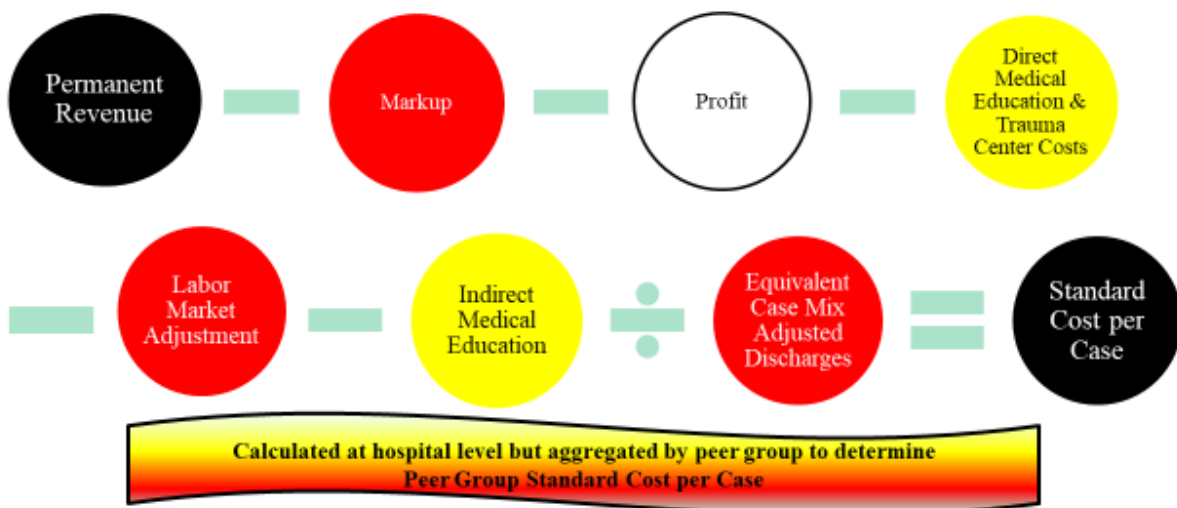 Permanent
Revenue
Markup
Profit
Direct
Medical
Education &
Trauma
Center Costs
Labor
Market
Adjustment
Indirect
Medical
Education
Equivalent
Case Mix
Adjusted
Discharges
Standard
Cost per
Case
Calculated at hospital level but aggregated by peer group to determine
Peer Group Standard Cost per Case